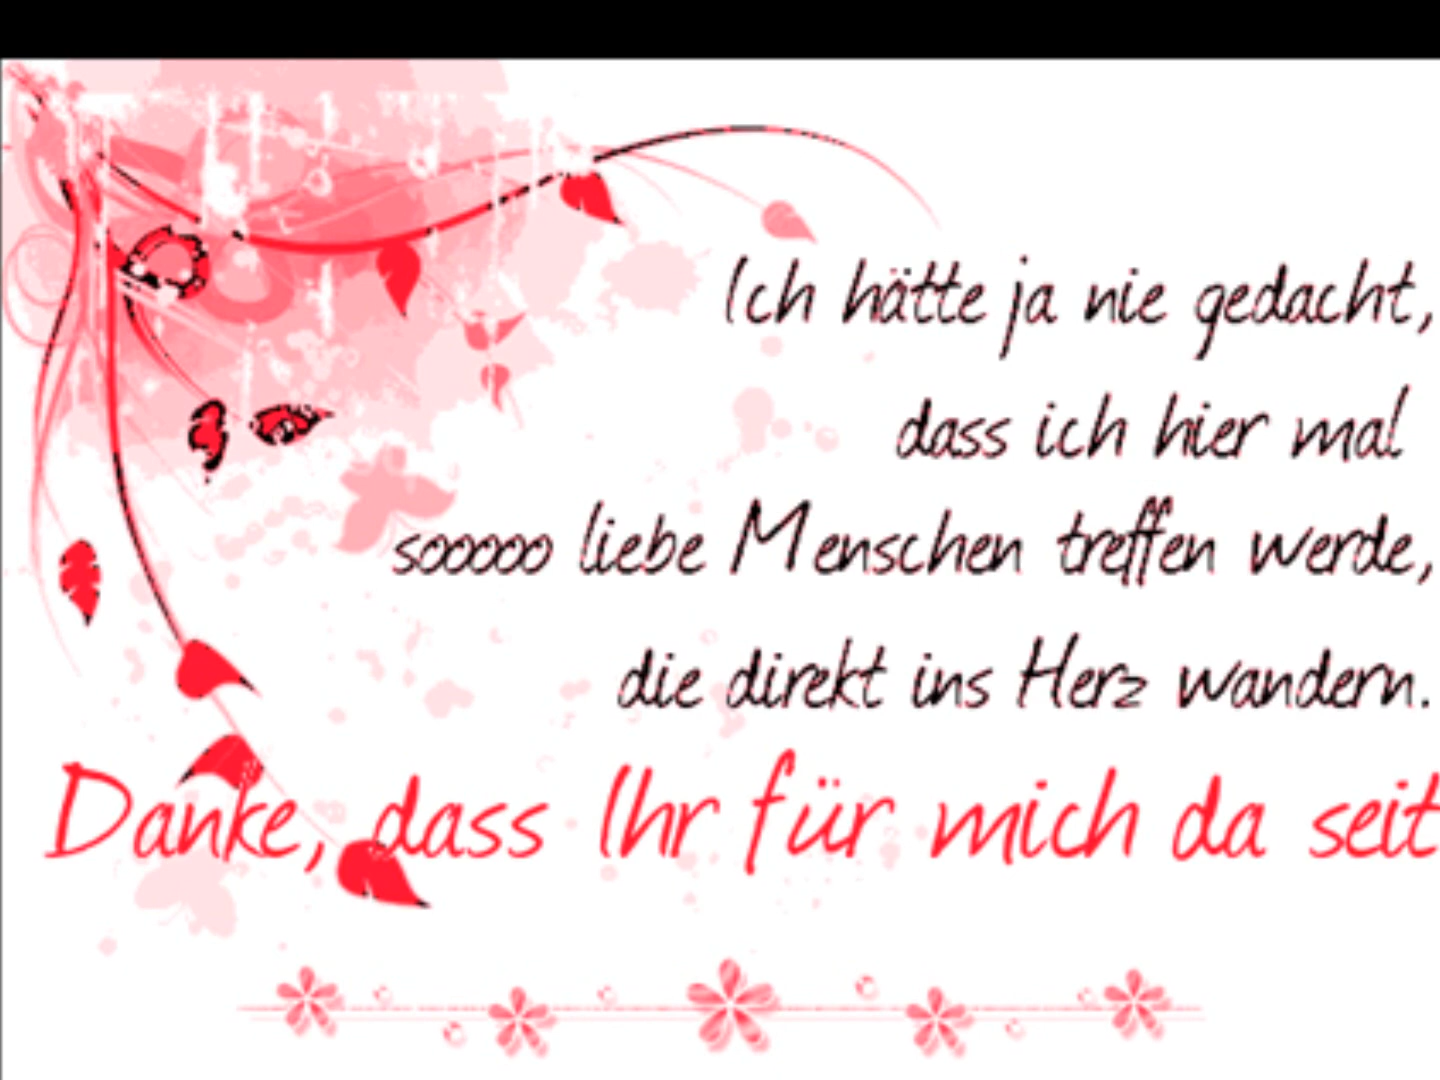 Ich hätte ja nie gedacht,
dass ich hier mal
sooooo liebe Menschen treffen werde,
die direkt ins Herz wandern.
Danke, dass Ihr für mich da seit